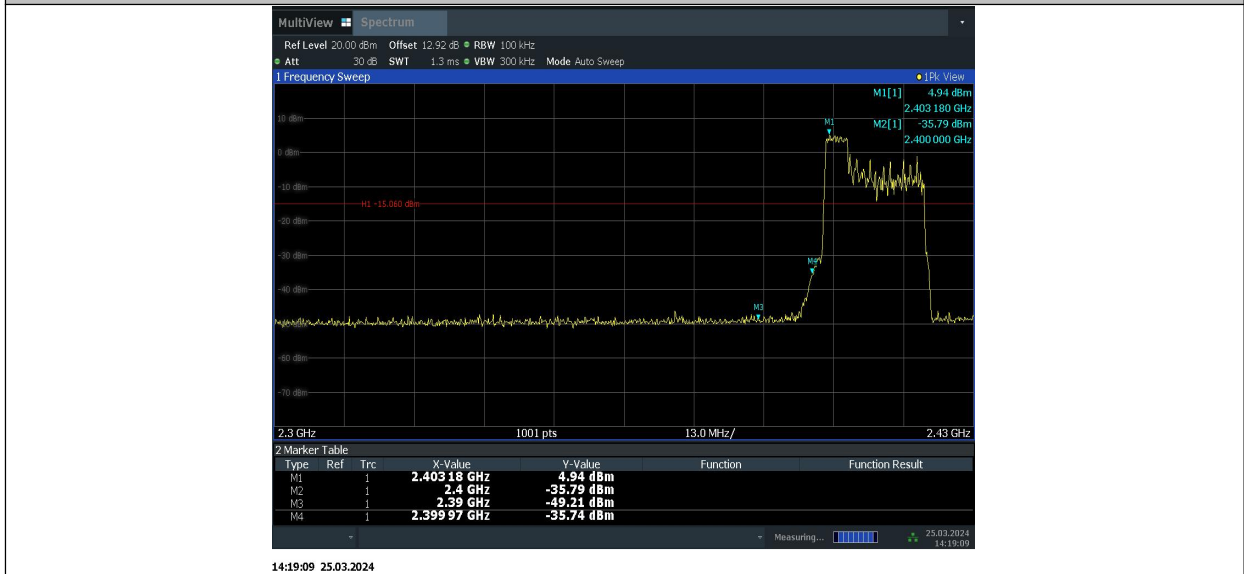 MultiView Spectrum
Ref Level 20.00 dBm Offset 12.92 dB RBW 100 kHz
Att 30 dB SWT 1.3 ms VBW 300 kHz Mode Auto Sweep
1 Frequency Sweep 1Pk View
M1[1] 4.94 dBm
2.403 180 GHz
M2[1] -35.79 dBm
2.400 000 GHz
10 dBm
M1
0 dBm
-10 dBm
H1 -15.060 dBm
-20 dBm
-30 dBm
M4
-40 dBm
M3
-60 dBm
-70 dBm
2.3 GHz 1001 pts 13.0 MHz/ 2.43 GHz
2 Marker Table
Type Ref Trc X-Value Y-Value Function Function Result
M1 1 2.403 18 GHz 4.94 dBm
M2 1 2.4 GHz -35.79 dBm
M3 1 2.39 GHz -49.21 dBm
M4 1 2.399 97 GHz -35.74 dBm
Measuring... 25.03.2024
14:19:09
14:19:09 25.03.2024